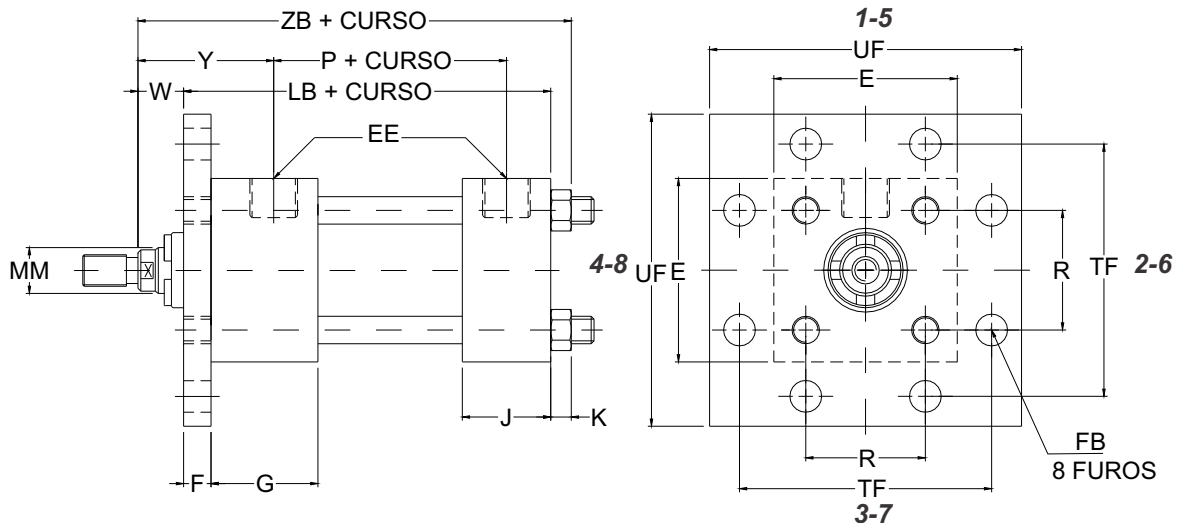 ZB + CURSO
Y
P + CURSO
W
LB + CURSO
EE
MM
F
G
J
K
1-5
UF
E
4-8
UF
E
R
TF
2-6
FB
8 FUROS
R
TF
3-7